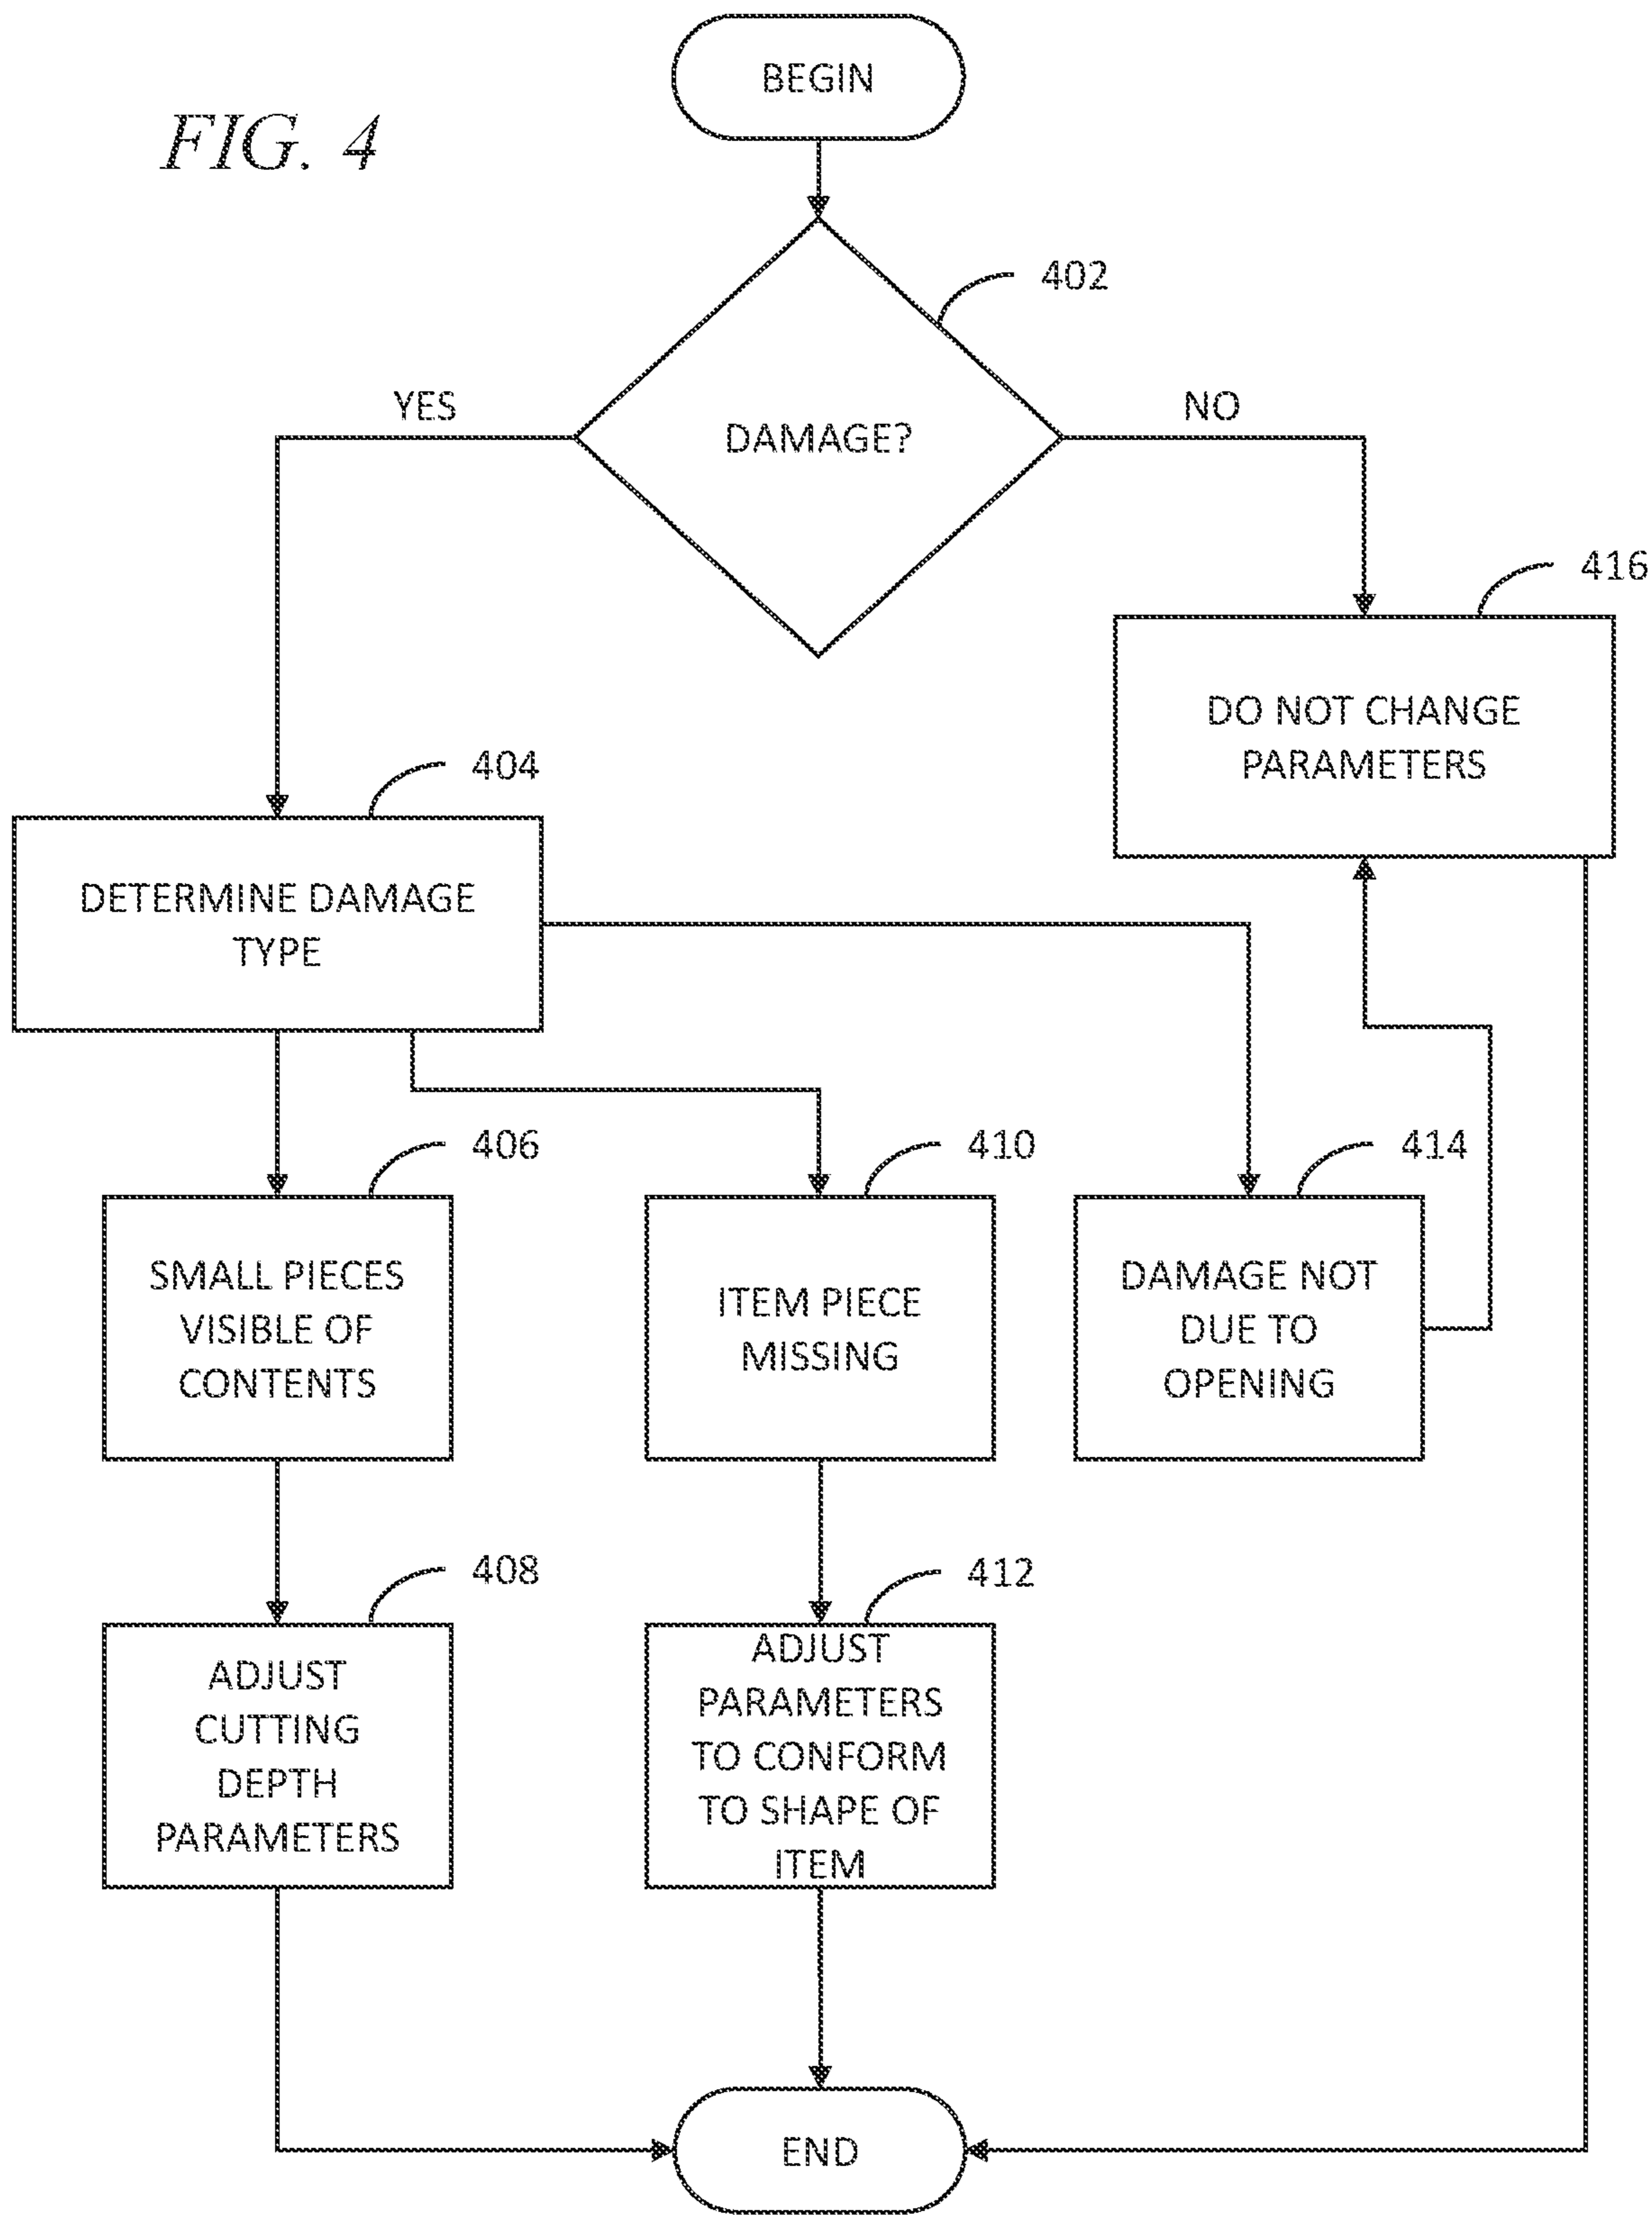 FIG. 4
BEGIN
402
DAMAGE?
YES
NO
416
DO NOT CHANGE
PARAMETERS
404
DETERMINE DAMAGE
TYPE
406
SMALL PIECES
VISIBLE OF
CONTENTS
410
ITEM PIECE
MISSING
414
DAMAGE NOT
DUE TO
OPENING
408
ADJUST
CUTTING
DEPTH
PARAMETERS
412
ADJUST
PARAMETERS
TO CONFORM
TO SHAPE OF
ITEM
END